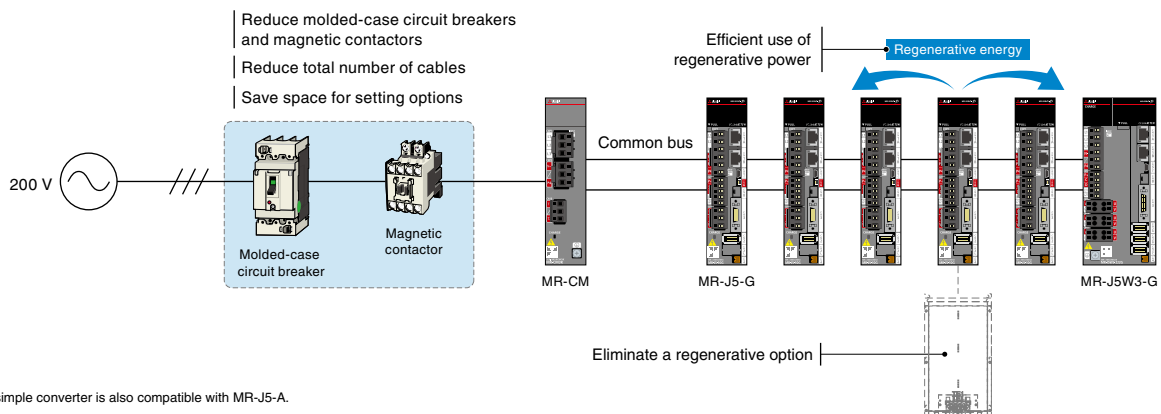 Reduce molded-case circuit breakers
and magnetic contactors
Reduce total number of cables
Save space for setting options
Efficient use of
regenerative power
Regenerative energy
Common bus
200 V
Molded-case
circuit breaker
Magnetic
contactor
MR-CM
MR-J5-G
MR-J5W3-G
Eliminate a regenerative option
simple converter is also compatible with MR-J5-A.